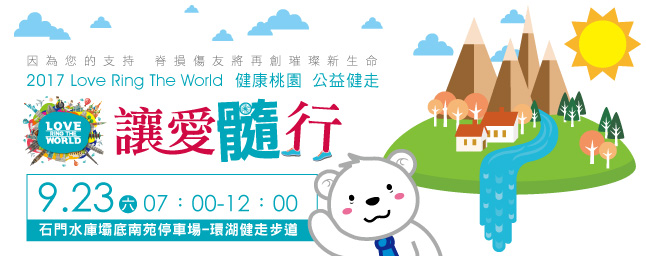 因為您的支持 脊損傷友將再創璀璨新生命
2017 Love Ring The World 健康桃園 公益健走
LOVE
RING THE
WORLD
讓愛髓行
9.23 六 07：00-12：00
石門水庫壩底南苑停車場-環湖健走步道